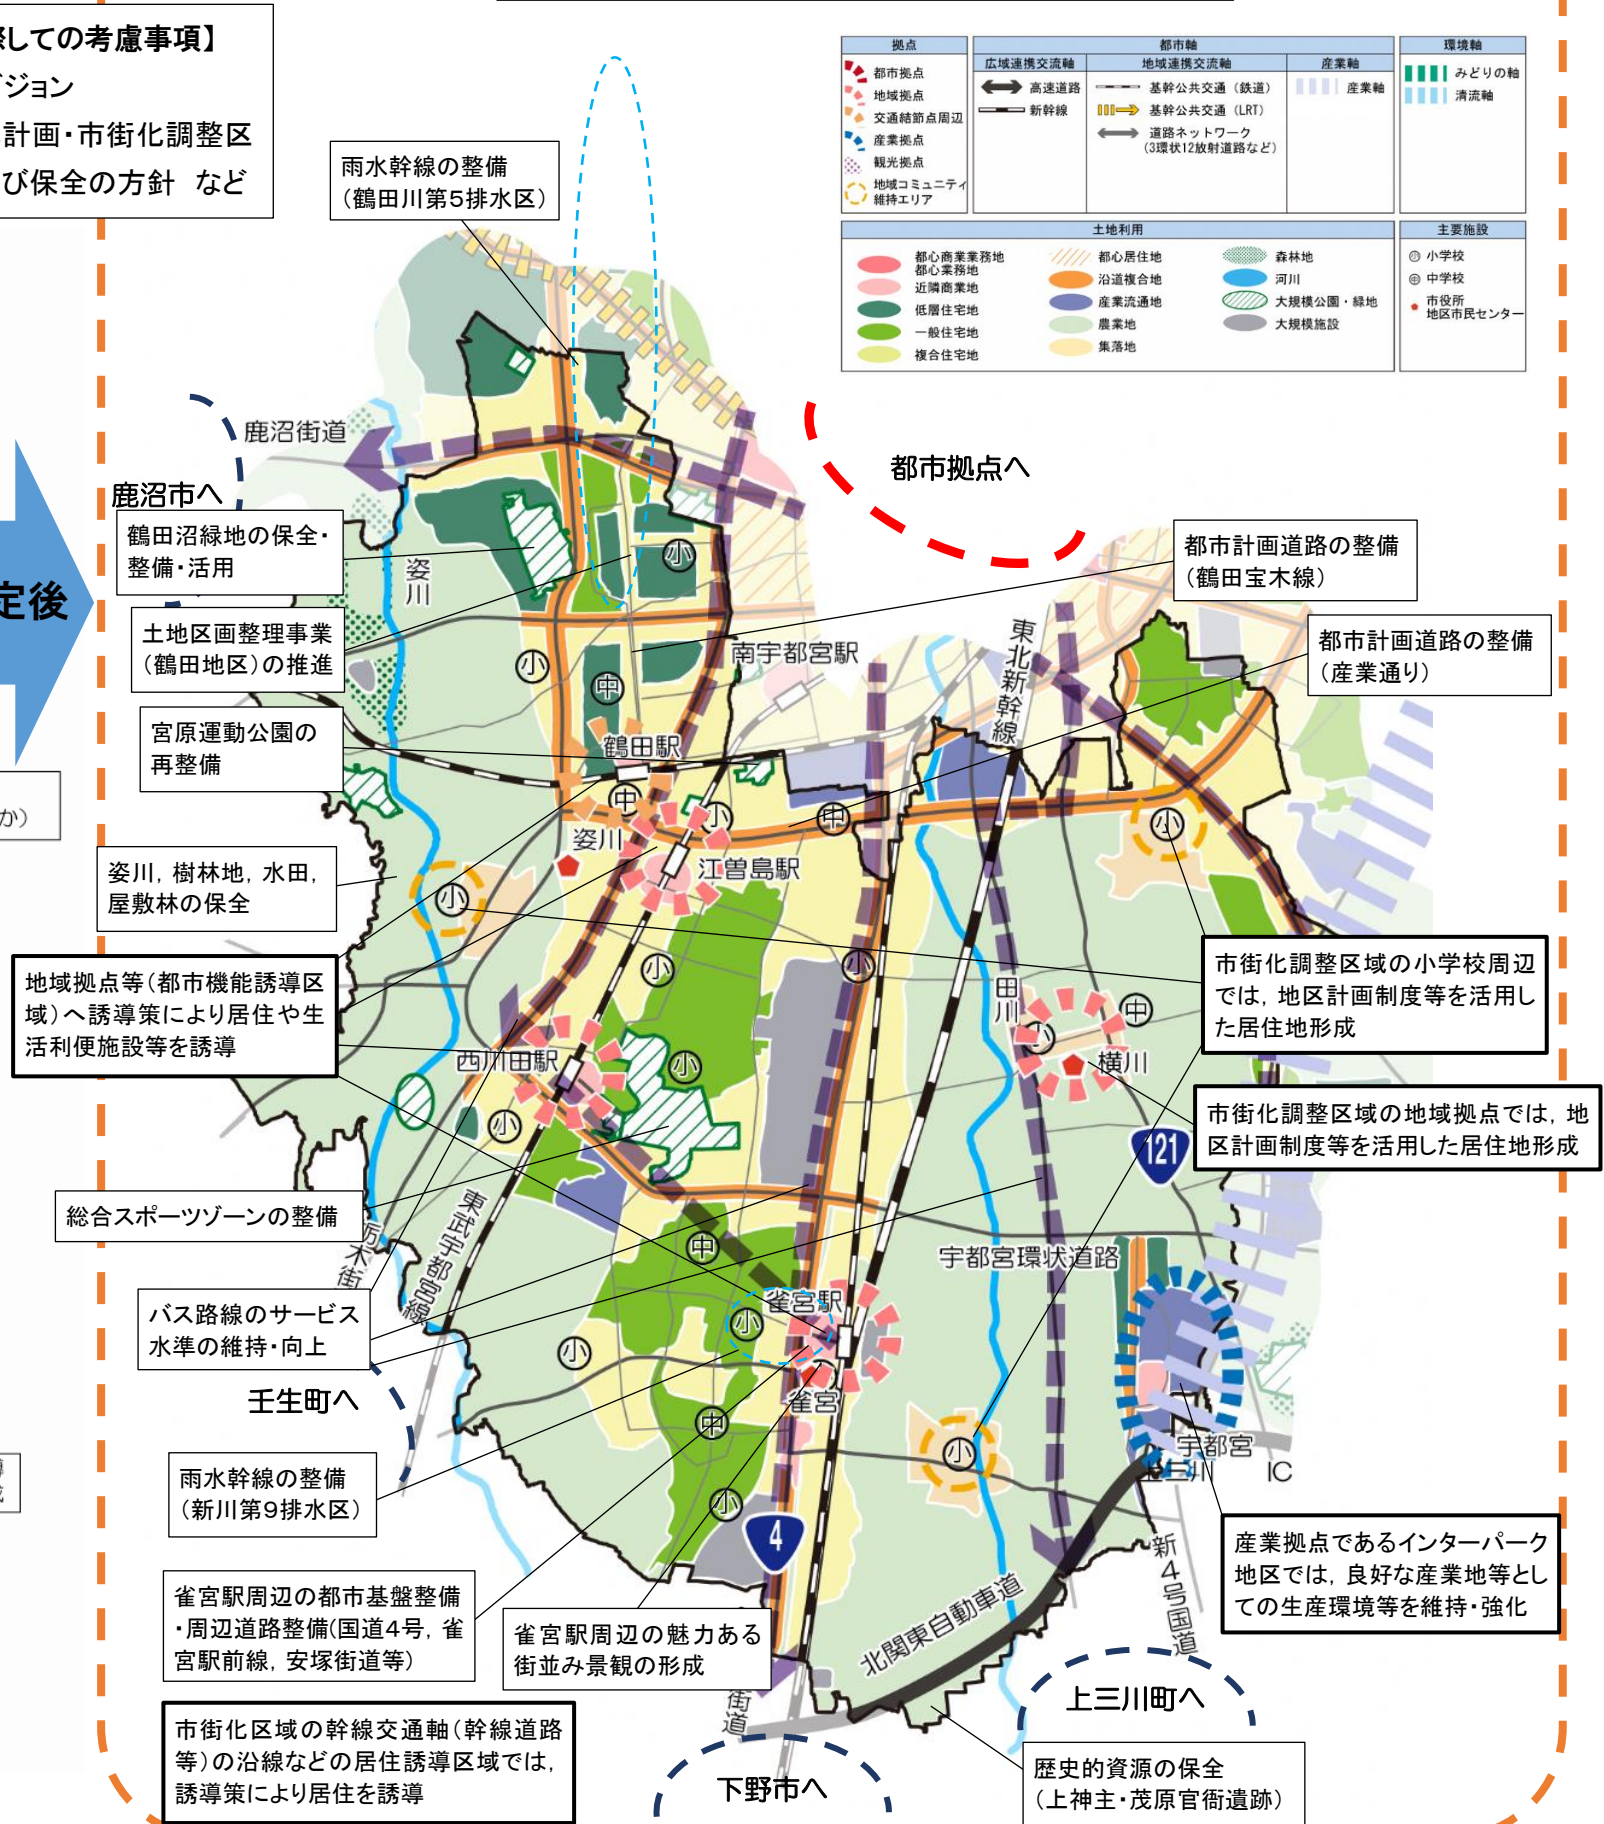 際しての考慮事項】
ビジョン
計画・市街化調整区
び保全の方針 など
定後
か）
拠点
都市拠点
地域拠点
交通結節点周辺
産業拠点
観光拠点
地域コミュニティ
維持エリア
都市軸
広域連携交流軸
高速道路
新幹線
地域連携交流軸
基幹公共交通（鉄道）
基幹公共交通（LRT）
道路ネットワーク
（3環状12放射道路など）
産業軸
産業軸
環境軸
みどりの軸
清流軸
土地利用
都心商業業務地
都心業務地
近隣商業地
低層住宅地
一般住宅地
複合住宅地
都心居住地
沿道複合地
産業流通地
農業地
集落地
森林地
河川
大規模公園・緑地
大規模施設
主要施設
小 小学校
中 中学校
市役所
地区市民センター
雨水幹線の整備
（鶴田川第５排水区）
鹿沼街道
鹿沼市へ
都市拠点へ
鶴田沼緑地の保全・
整備・活用
姿川
小
都市計画道路の整備
（鶴田宝木線）
土地区画整理事業
（鶴田地区）の推進
小
中
南宇都宮駅
東北新幹線
都市計画道路の整備
（産業通り）
宮原運動公園の
再整備
鶴田駅
中
小
中
小
姿川
江曽島駅
姿川，樹林地，水田，
屋敷林の保全
小
小
小
地域拠点等（都市機能誘導区
域）へ誘導策により居住や生
活利便施設等を誘導
田川
中
小
横川
市街化調整区域の小学校周辺
では，地区計画制度等を活用し
た居住地形成
西川田駅
小
小
市街化調整区域の地域拠点では，地
区計画制度等を活用した居住地形成
121
総合スポーツゾーンの整備
栃木街
東武宇都宮線
中
宇都宮環状道路
バス路線のサービス
水準の維持・向上
雀宮駅
小
小
雀宮
壬生町へ
中
小
宇都宮
上三川 IC
雨水幹線の整備
（新川第９排水区）
小
4
産業拠点であるインターパーク
地区では，良好な産業地等とし
ての生産環境等を維持・強化
新４号国道
雀宮駅周辺の都市基盤整備
・周辺道路整備（国道４号，雀
宮駅前線，安塚街道等）
雀宮駅周辺の魅力ある
街並み景観の形成
北関東自動車道
上三川町へ
街道
市街化区域の幹線交通軸（幹線道路
等）の沿線などの居住誘導区域では，
誘導策により居住を誘導
下野市へ
歴史的資源の保全
（上神主・茂原官衙遺跡）